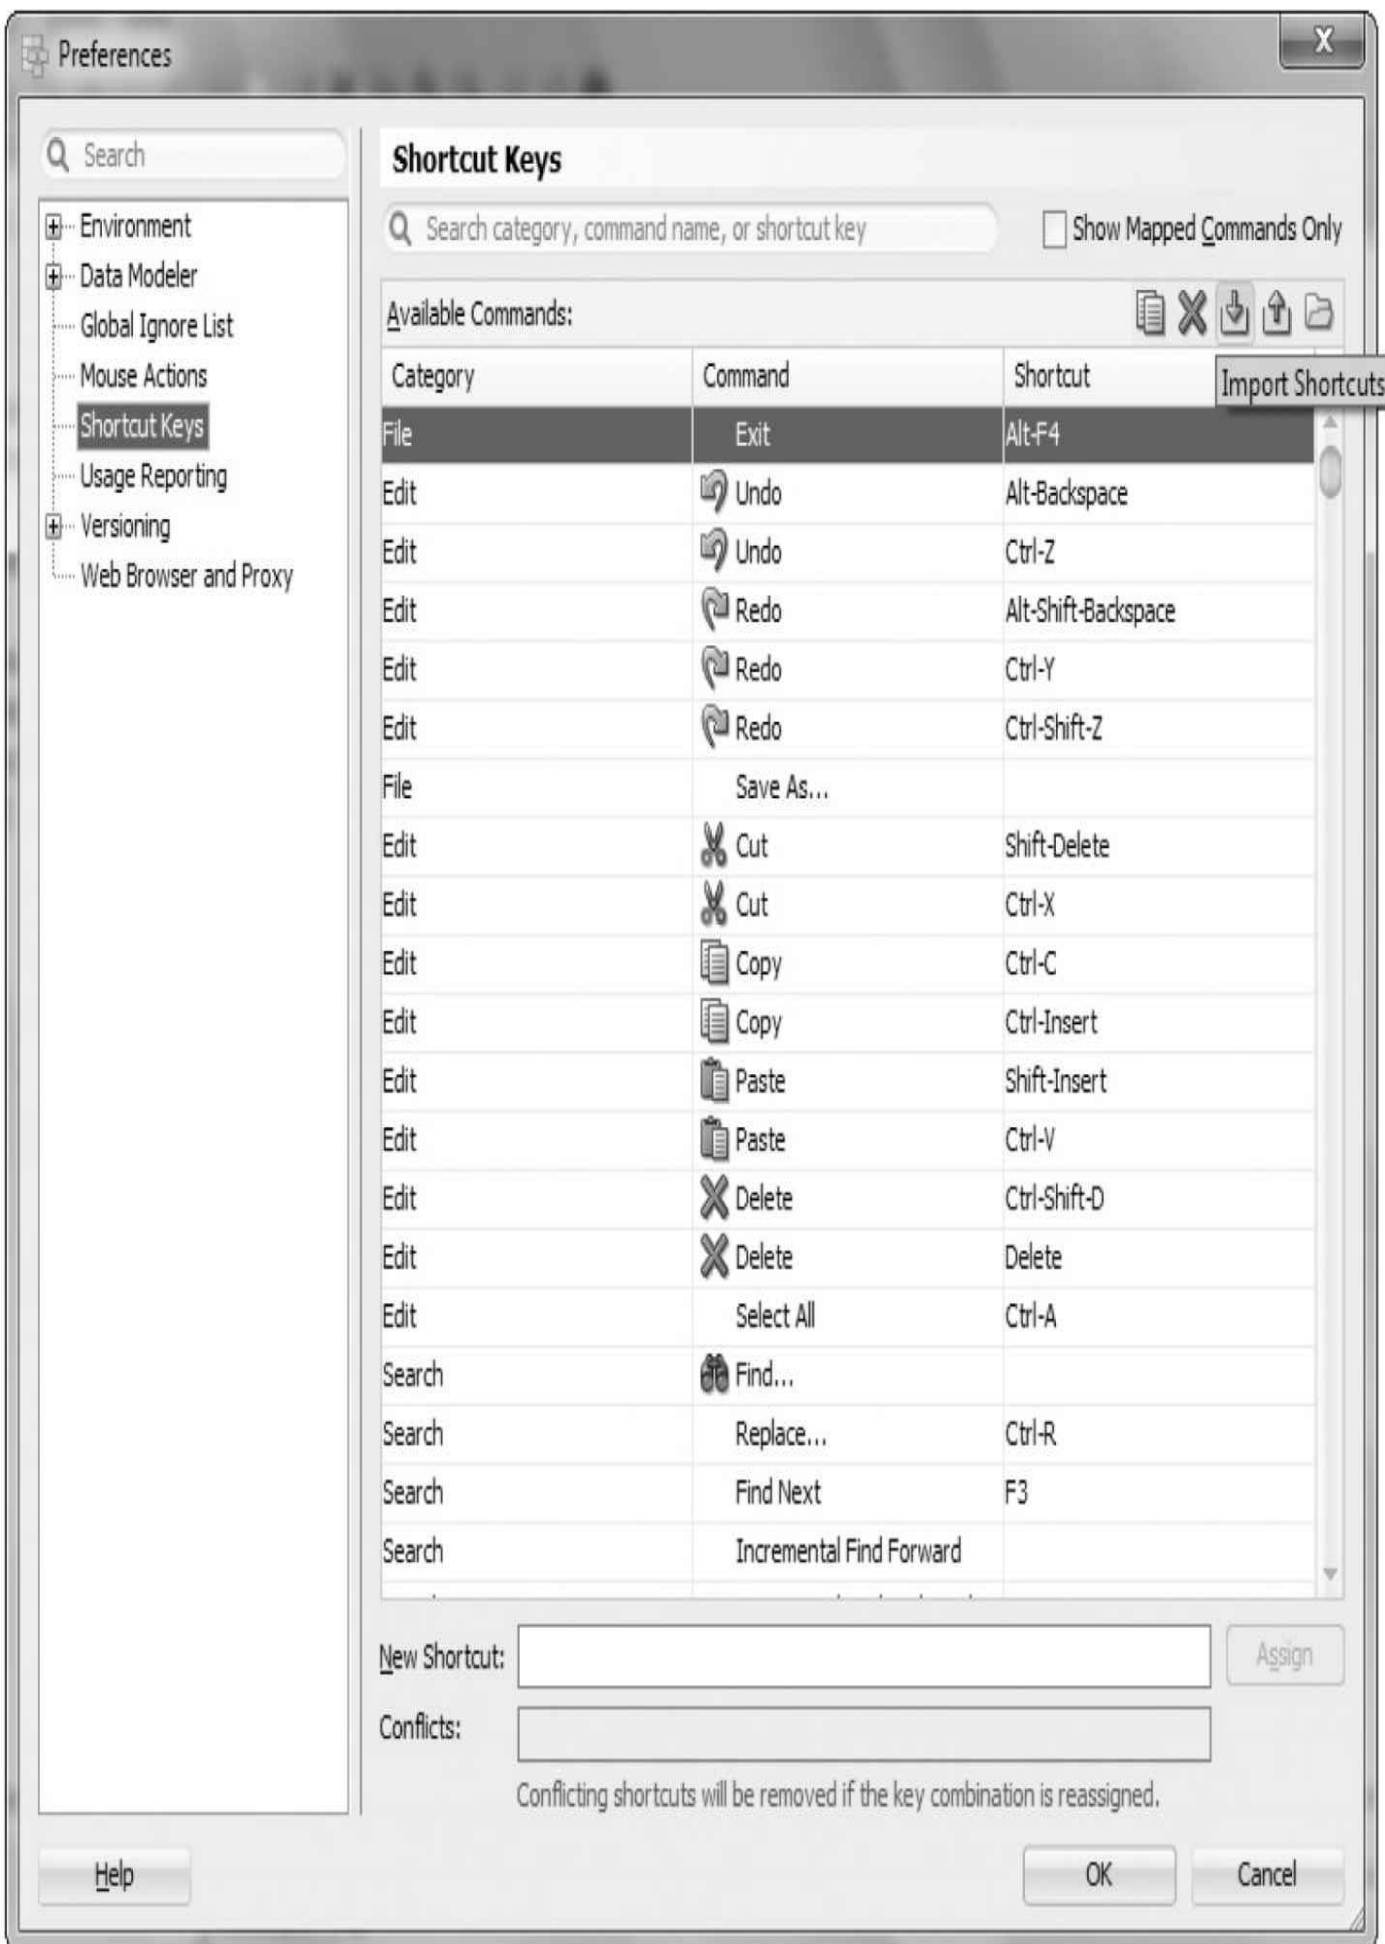 Preferences
X
Search
Environment
Data Modeler
Global Ignore List
Mouse Actions
Shortcut Keys
Usage Reporting
Versioning
Web Browser and Proxy
Shortcut Keys
Search category, command name, or shortcut key
Show Mapped Commands Only
Available Commands:
Import Shortcuts
Category Command Shortcut
File Exit Alt-F4
Edit Undo Alt-Backspace
Edit Undo Ctrl-Z
Edit Redo Alt-Shift-Backspace
Edit Redo Ctrl-Y
Edit Redo Ctrl-Shift-Z
File Save As...
Edit Cut Shift-Delete
Edit Cut Ctrl-X
Edit Copy Ctrl-C
Edit Copy Ctrl-Insert
Edit Paste Shift-Insert
Edit Paste Ctrl-V
Edit Delete Ctrl-Shift-D
Edit Delete Delete
Edit Select All Ctrl-A
Search Find...
Search Replace... Ctrl-R
Search Find Next F3
Search Incremental Find Forward
New Shortcut:
Assign
Conflicts:
Conflicting shortcuts will be removed if the key combination is reassigned.
Help
OK
Cancel